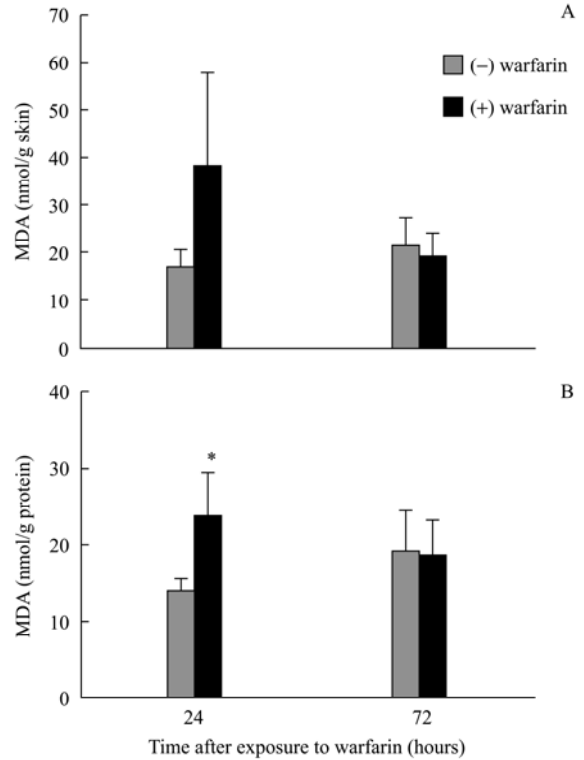 A
70
60
50
40
30
20
10
0
MDA (nmol/g skin)
(−) warfarin
(+) warfarin
B
40
30
20
10
0
MDA (nmol/g protein)
*
24 72
Time after exposure to warfarin (hours)